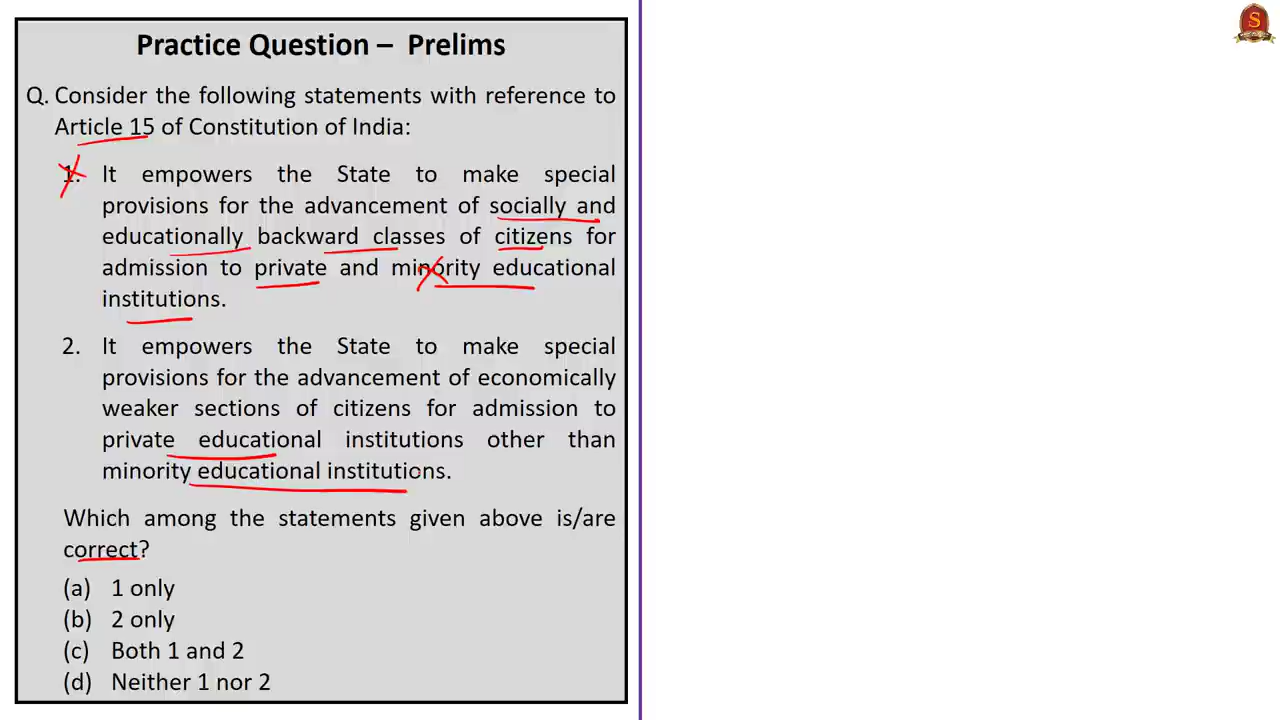 Practice Question – Prelims
Q. Consider the following statements with reference to
Article 15 of Constitution of India:
1. It empowers the State to make special
provisions for the advancement of socially and
educationally backward classes of citizens for
admission to private and minority educational
institutions.
2. It empowers the State to make special
provisions for the advancement of economically
weaker sections of citizens for admission to
private educational institutions other than
minority educational institutions.
Which among the statements given above is/are
correct?
(a) 1 only
(b) 2 only
(c) Both 1 and 2
(d) Neither 1 nor 2
S